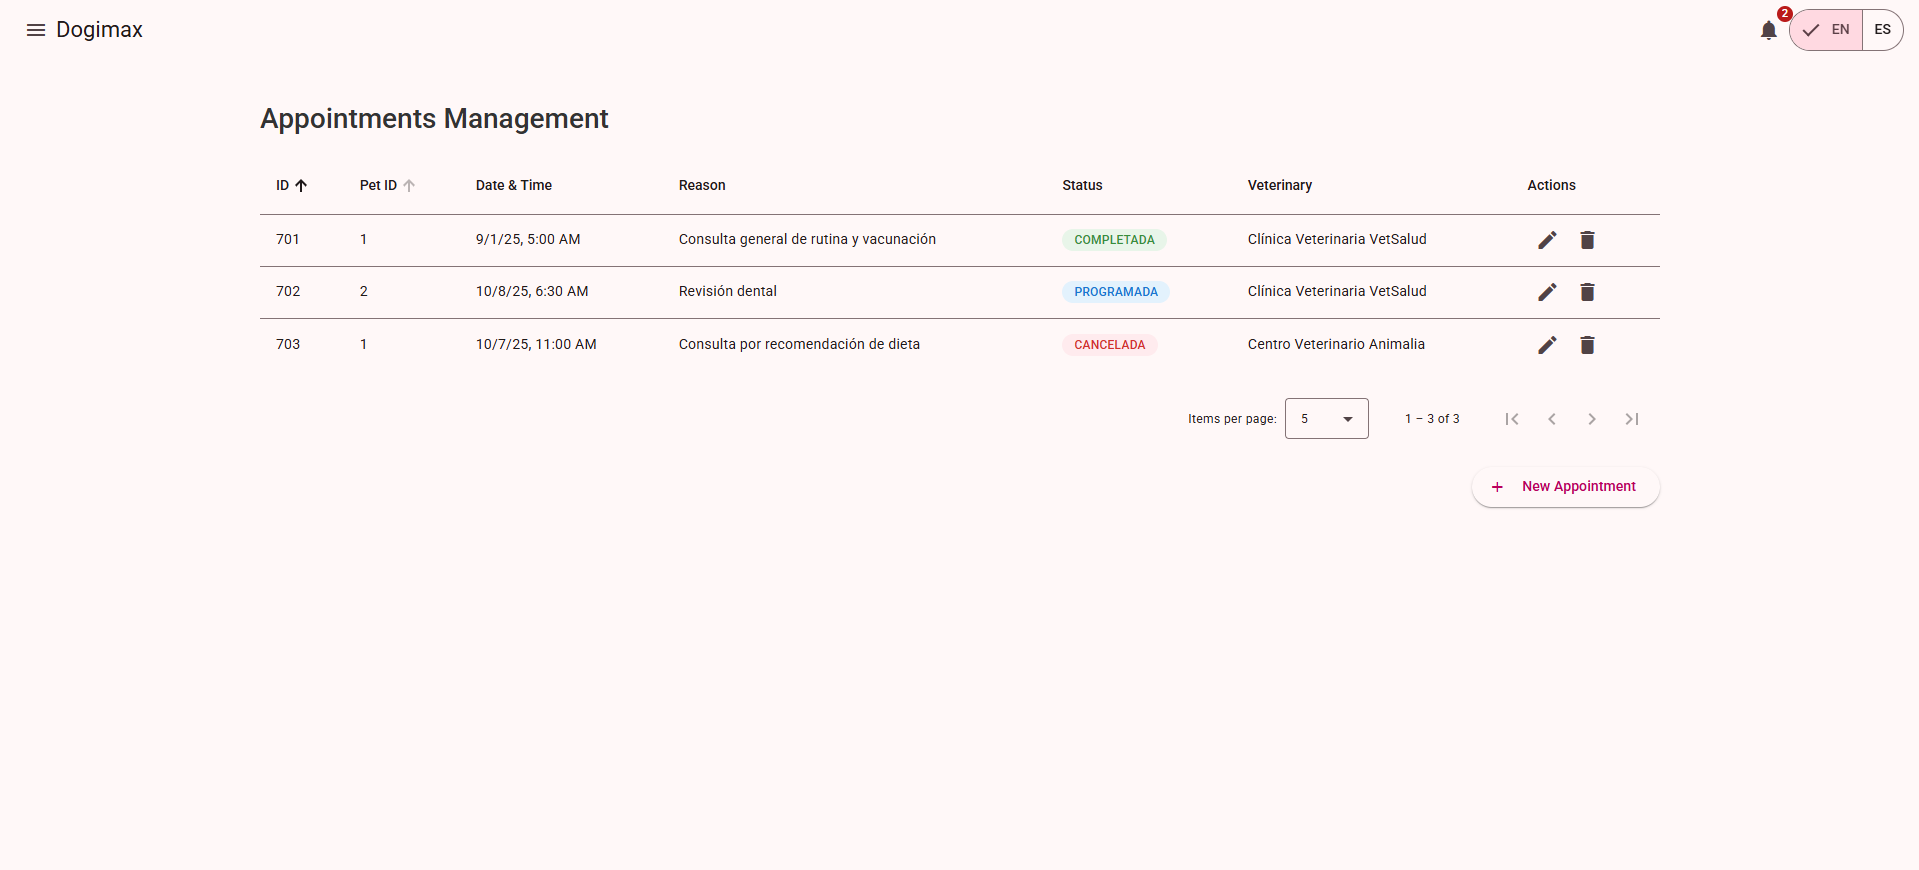 Dogimax
2
EN ES
Appointments Management
ID Pet ID Date & Time Reason Status Veterinary Actions
701 1 9/1/25, 5:00 AM Consulta general de rutina y vacunación COMPLETADA Clínica Veterinaria VetSalud
702 2 10/8/25, 6:30 AM Revisión dental PROGRAMADA Clínica Veterinaria VetSalud
703 1 10/7/25, 11:00 AM Consulta por recomendación de dieta CANCELADA Centro Veterinario Animalia
Items per page: 5 1 – 3 of 3
+ New Appointment